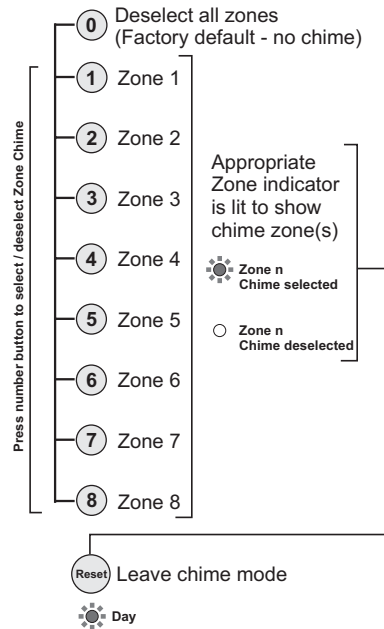 0 Deselect all zones
(Factory default - no chime)
Press number button to select / deselect Zone Chime
1 Zone 1
2 Zone 2
3 Zone 3
4 Zone 4
5 Zone 5
6 Zone 6
7 Zone 7
8 Zone 8
Appropriate
Zone indicator
is lit to show
chime zone(s)
Zone n
Chime selected
Zone n
Chime deselected
Reset Leave chime mode
Day